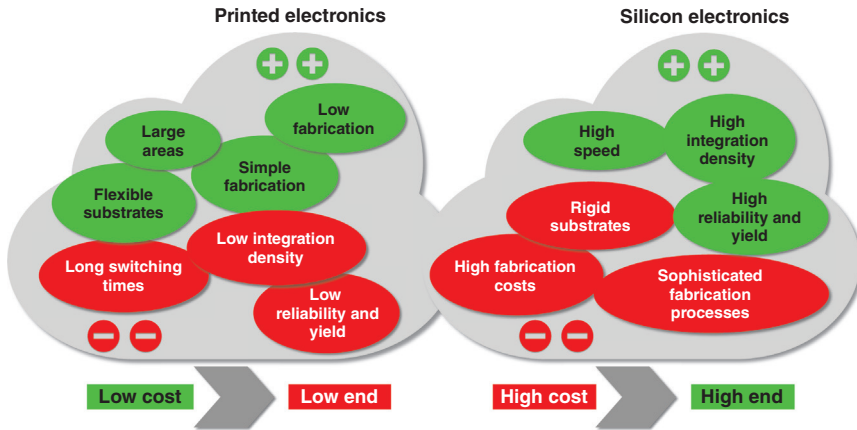 Printed electronics
Large
areas
Low
fabrication
Simple
fabrication
Flexible
substrates
Low integration
density
Long switching
times
Low
reliability and
yield
Low cost
Low end
Silicon electronics
High
speed
High
integration
density
Rigid
substrates
High
reliability and
yield
High fabrication
costs
Sophisticated
fabrication
processes
High cost
High end